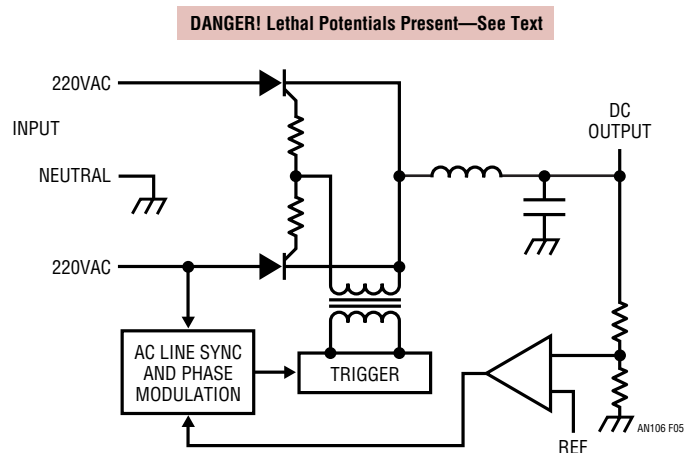 DANGER! Lethal Potentials Present—See Text
220VAC
DC
OUTPUT
INPUT
NEUTRAL
220VAC
AC LINE SYNC
AND PHASE
MODULATION
TRIGGER
AN106 F05
REF